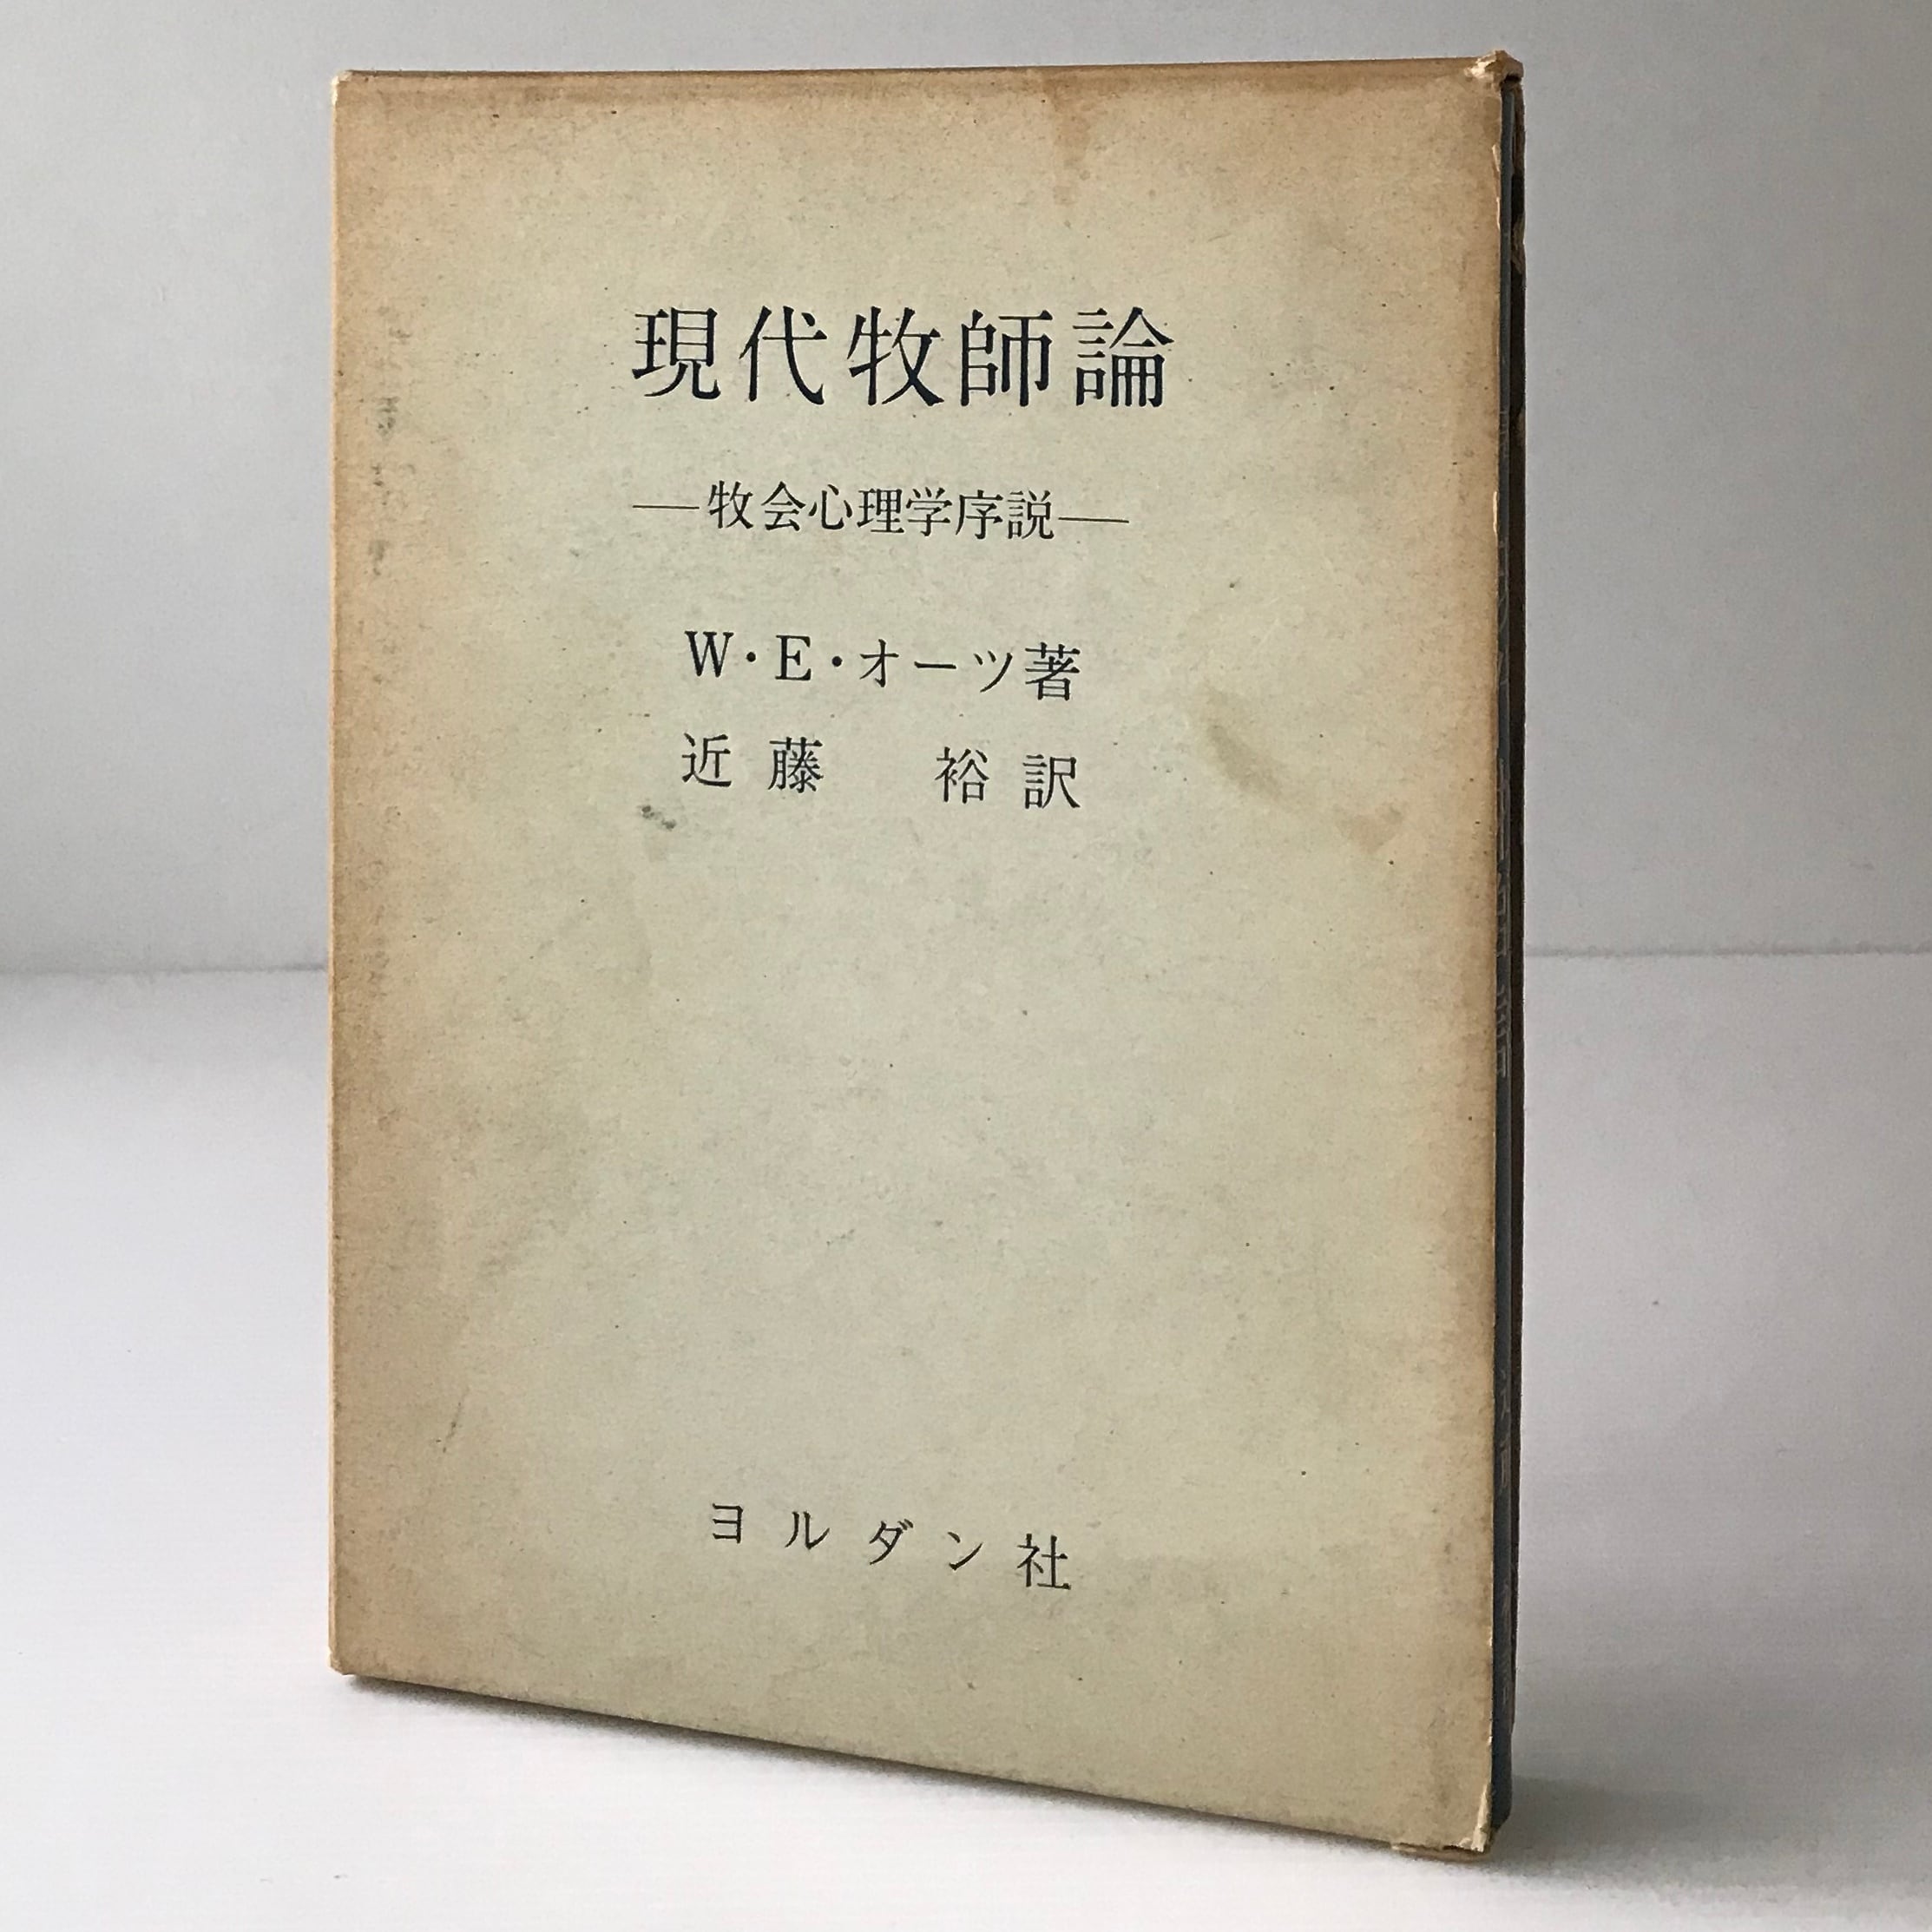 現代牧師論
―牧会心理学序説―
W・E・オーツ著
近藤 裕訳
ヨルダン社